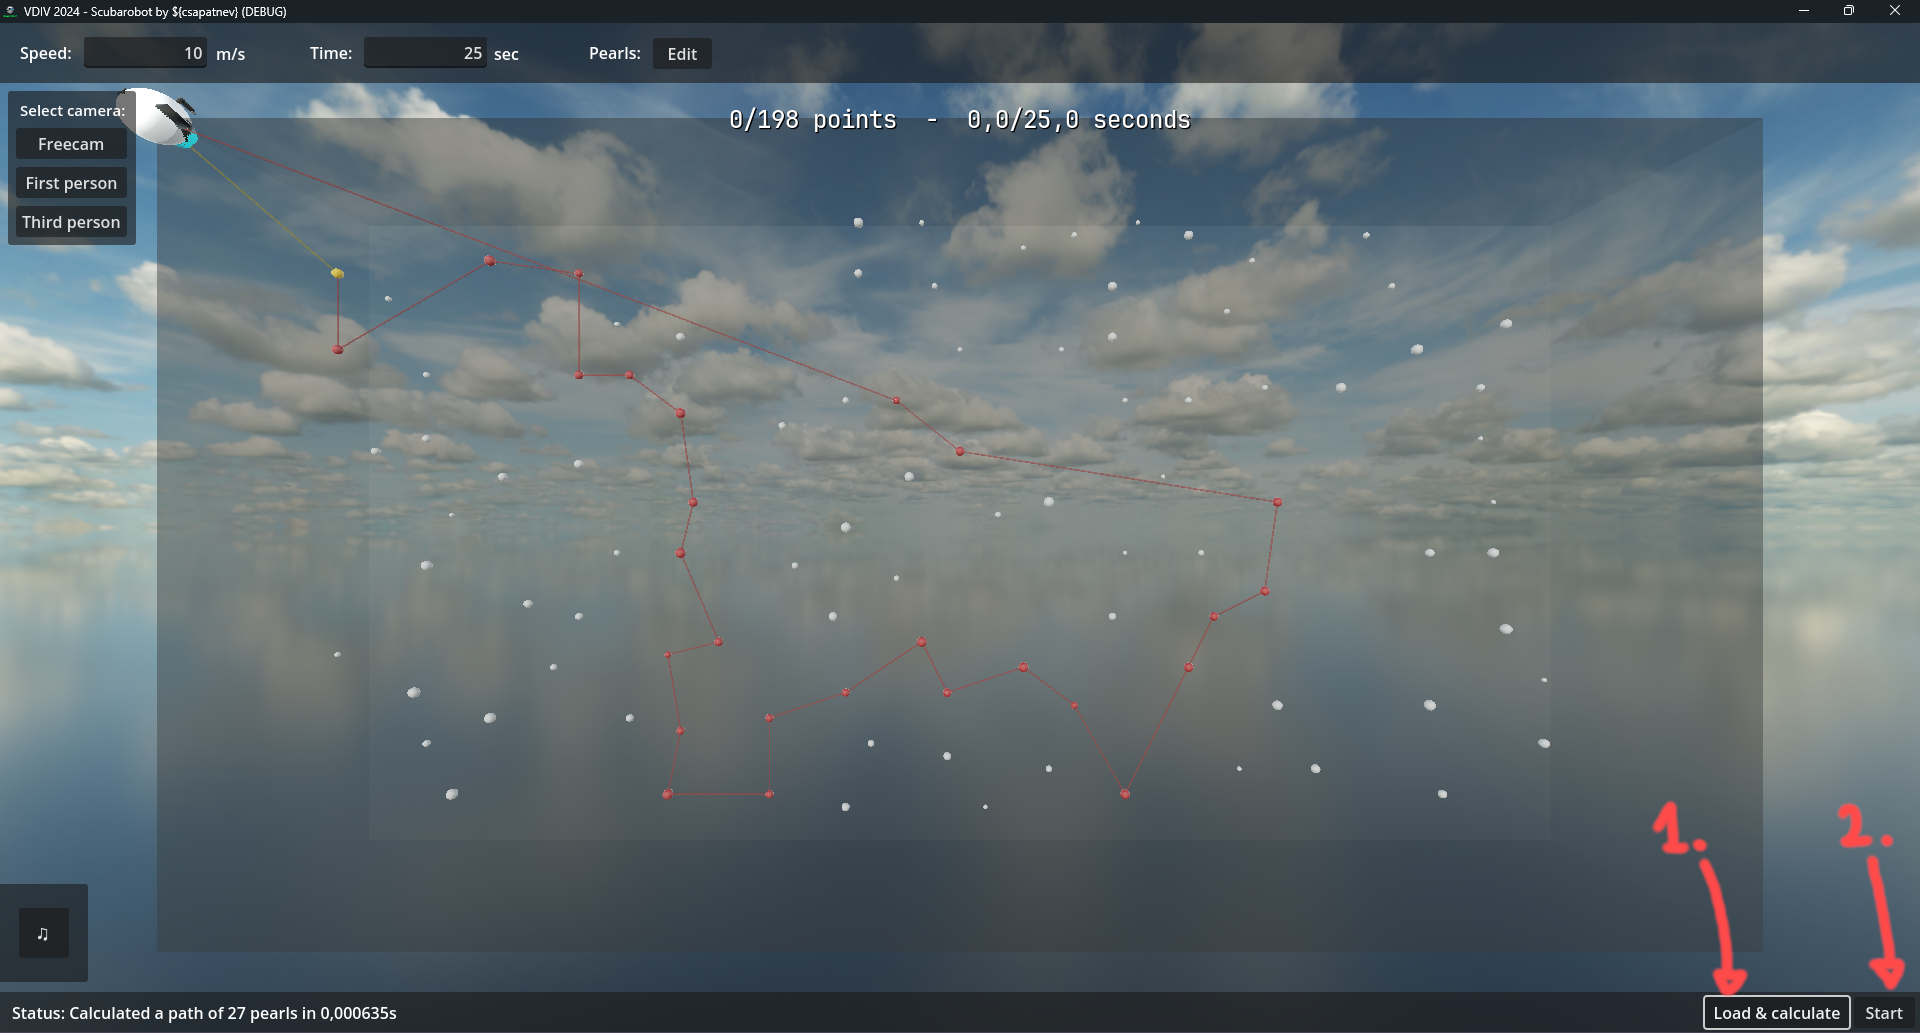 VDIV 2024 - Scubarobot by ${csapatnev} (DEBUG)
Speed: 10 m/s Time: 25 sec Pearls: Edit
Select camera:
Freecam
First person
Third person
0/198 points - 0,0/25,0 seconds
1. 2.
♫
Status: Calculated a path of 27 pearls in 0,000635s
Load & calculate Start